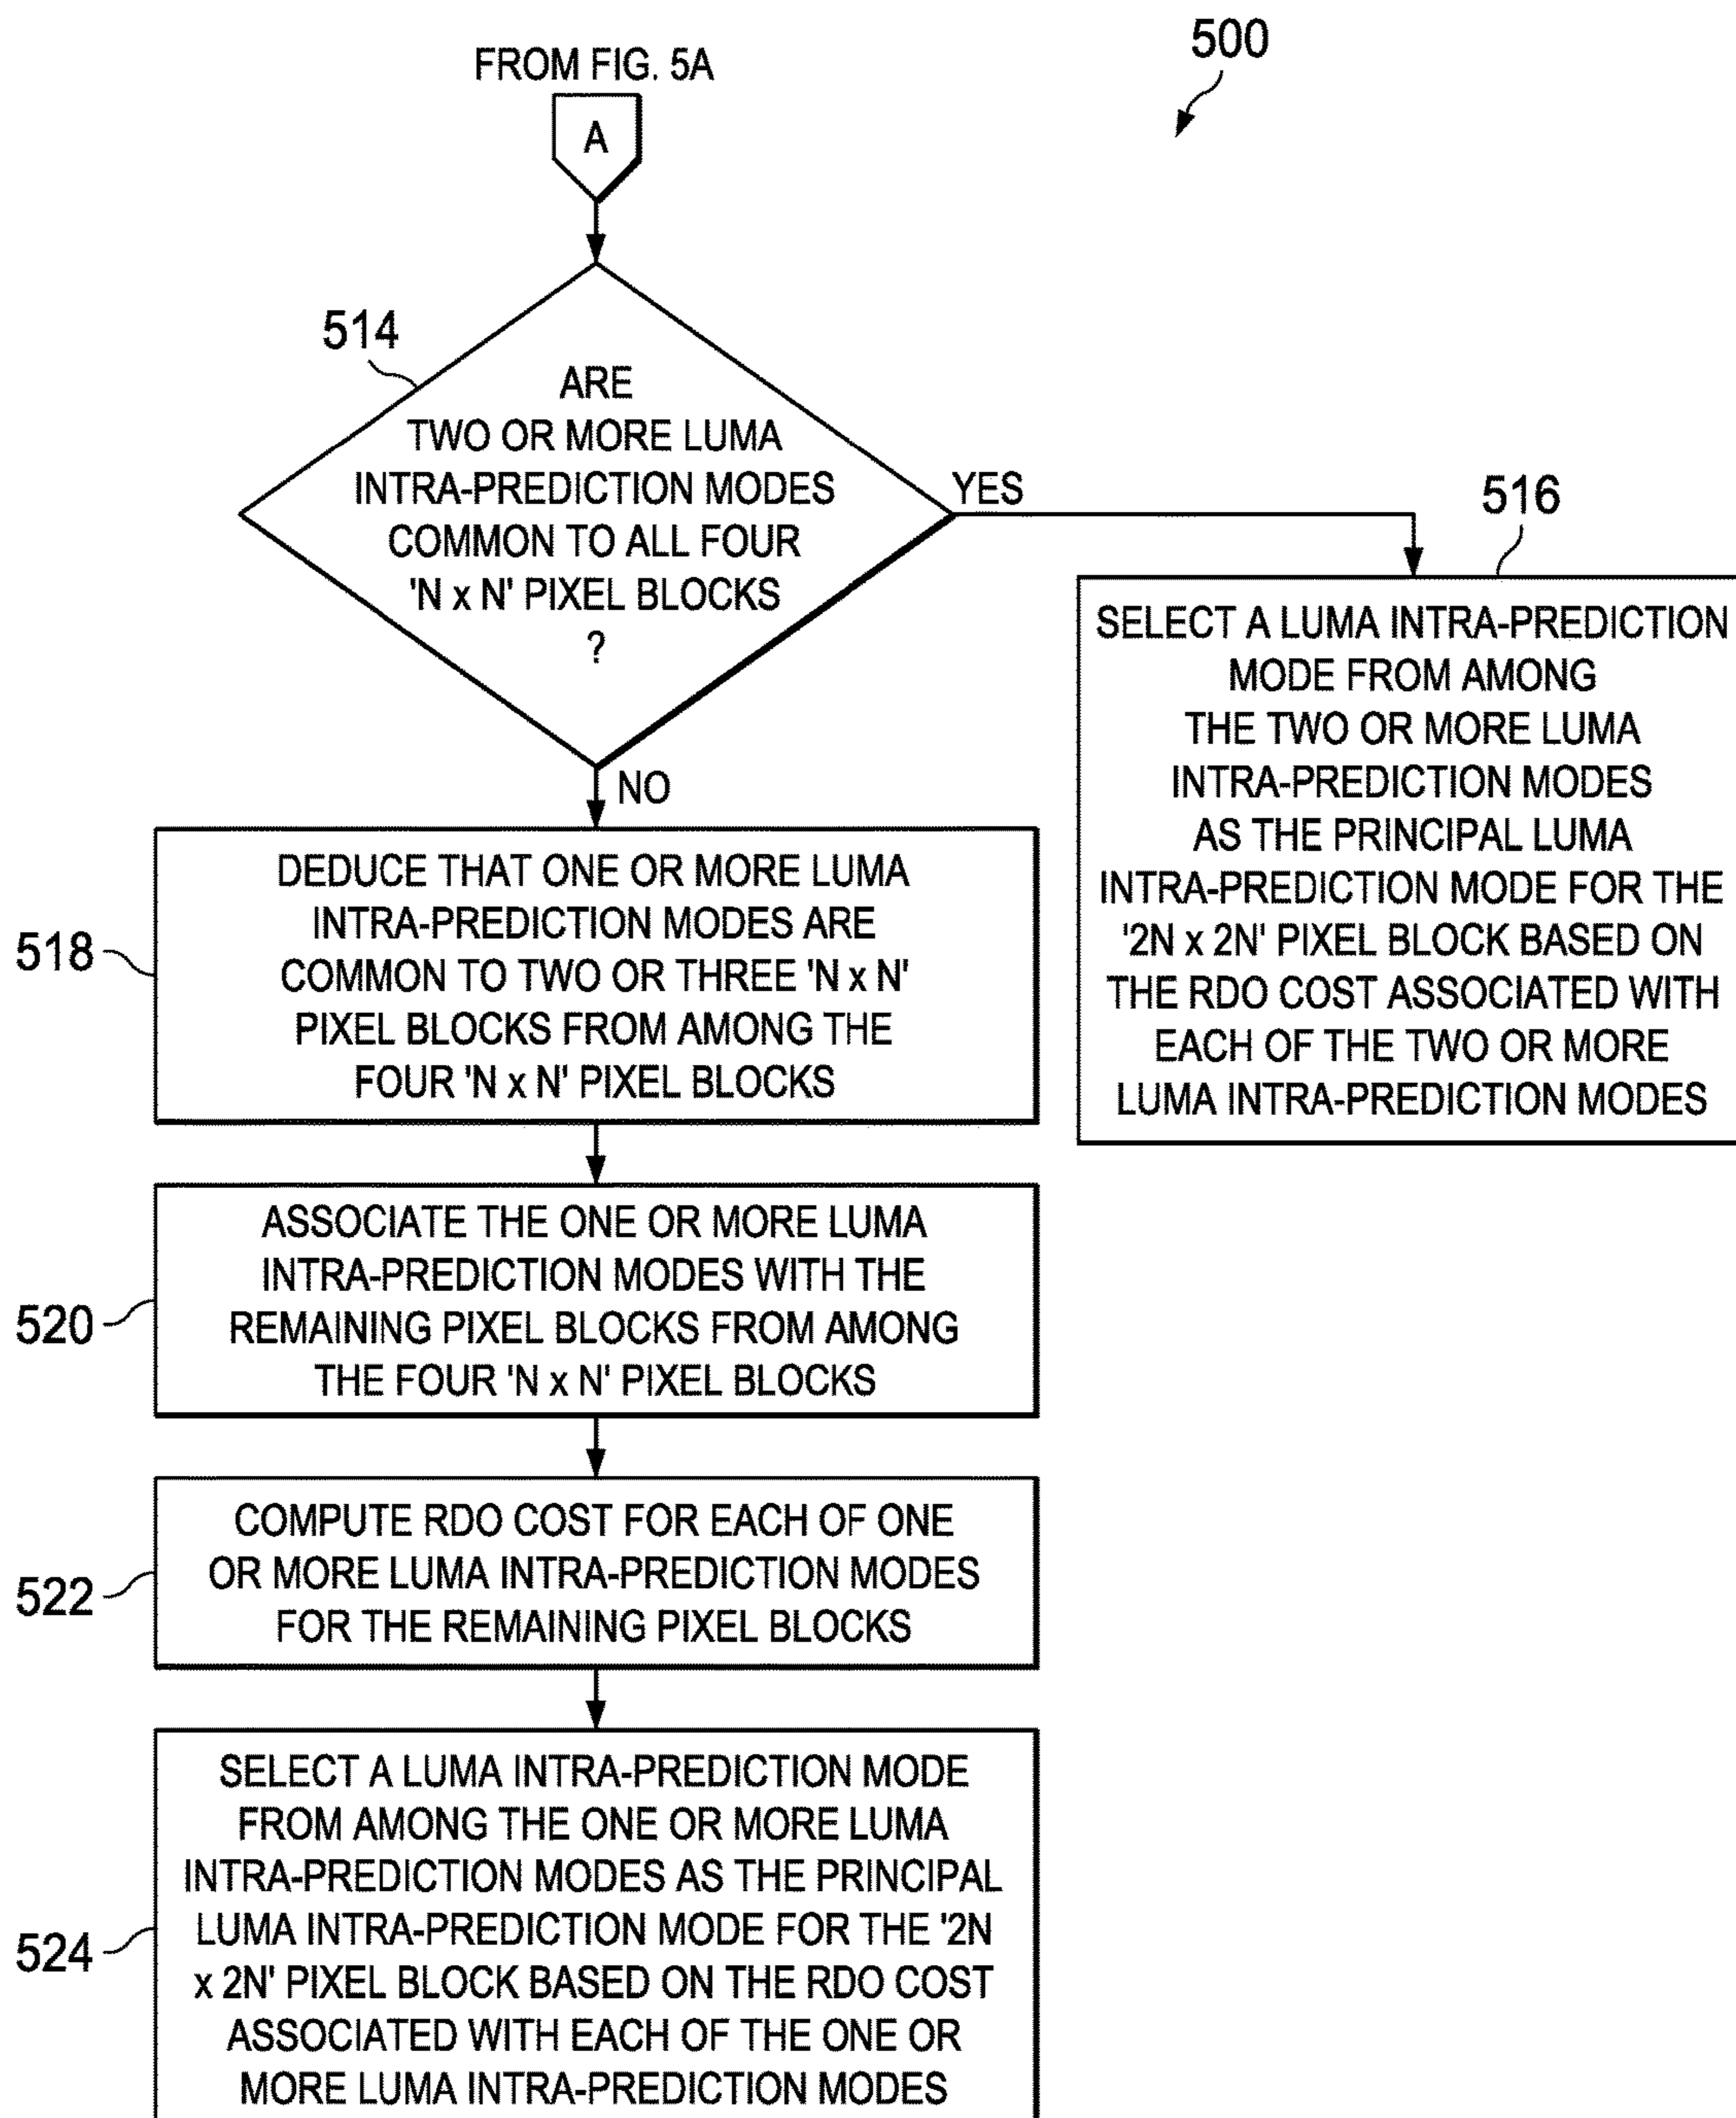 500
FROM FIG. 5A
A
514
ARE
TWO OR MORE LUMA
INTRA-PREDICTION MODES
COMMON TO ALL FOUR
'N x N' PIXEL BLOCKS
?
YES
516
SELECT A LUMA INTRA-PREDICTION
MODE FROM AMONG
THE TWO OR MORE LUMA
INTRA-PREDICTION MODES
AS THE PRINCIPAL LUMA
INTRA-PREDICTION MODE FOR THE
'2N x 2N' PIXEL BLOCK BASED ON
THE RDO COST ASSOCIATED WITH
EACH OF THE TWO OR MORE
LUMA INTRA-PREDICTION MODES
NO
518
DEDUCE THAT ONE OR MORE LUMA
INTRA-PREDICTION MODES ARE
COMMON TO TWO OR THREE 'N x N'
PIXEL BLOCKS FROM AMONG THE
FOUR 'N x N' PIXEL BLOCKS
520
ASSOCIATE THE ONE OR MORE LUMA
INTRA-PREDICTION MODES WITH THE
REMAINING PIXEL BLOCKS FROM AMONG
THE FOUR 'N x N' PIXEL BLOCKS
522
COMPUTE RDO COST FOR EACH OF ONE
OR MORE LUMA INTRA-PREDICTION MODES
FOR THE REMAINING PIXEL BLOCKS
524
SELECT A LUMA INTRA-PREDICTION MODE
FROM AMONG THE ONE OR MORE LUMA
INTRA-PREDICTION MODES AS THE PRINCIPAL
LUMA INTRA-PREDICTION MODE FOR THE '2N
x 2N' PIXEL BLOCK BASED ON THE RDO COST
ASSOCIATED WITH EACH OF THE ONE OR
MORE LUMA INTRA-PREDICTION MODES